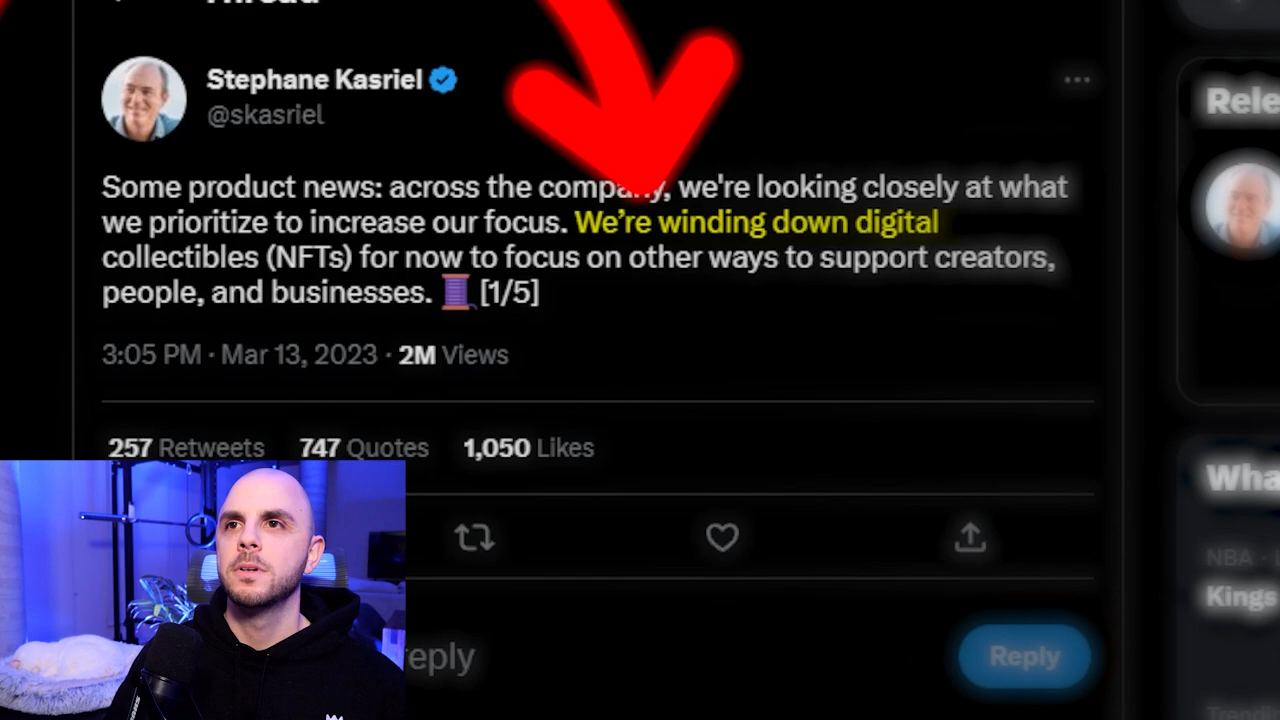 Thread
Stephane Kasriel
@skasriel
Some product news: across the company, we're looking closely at what
we prioritize to increase our focus. We’re winding down digital
collectibles (NFTs) for now to focus on other ways to support creators,
people, and businesses. 🧵 [1/5]
3:05 PM · Mar 13, 2023 · 2M Views
257 Retweets 747 Quotes 1,050 Likes
eply
Reply
Rele
Wha
NBA ·
Kings
Trendi